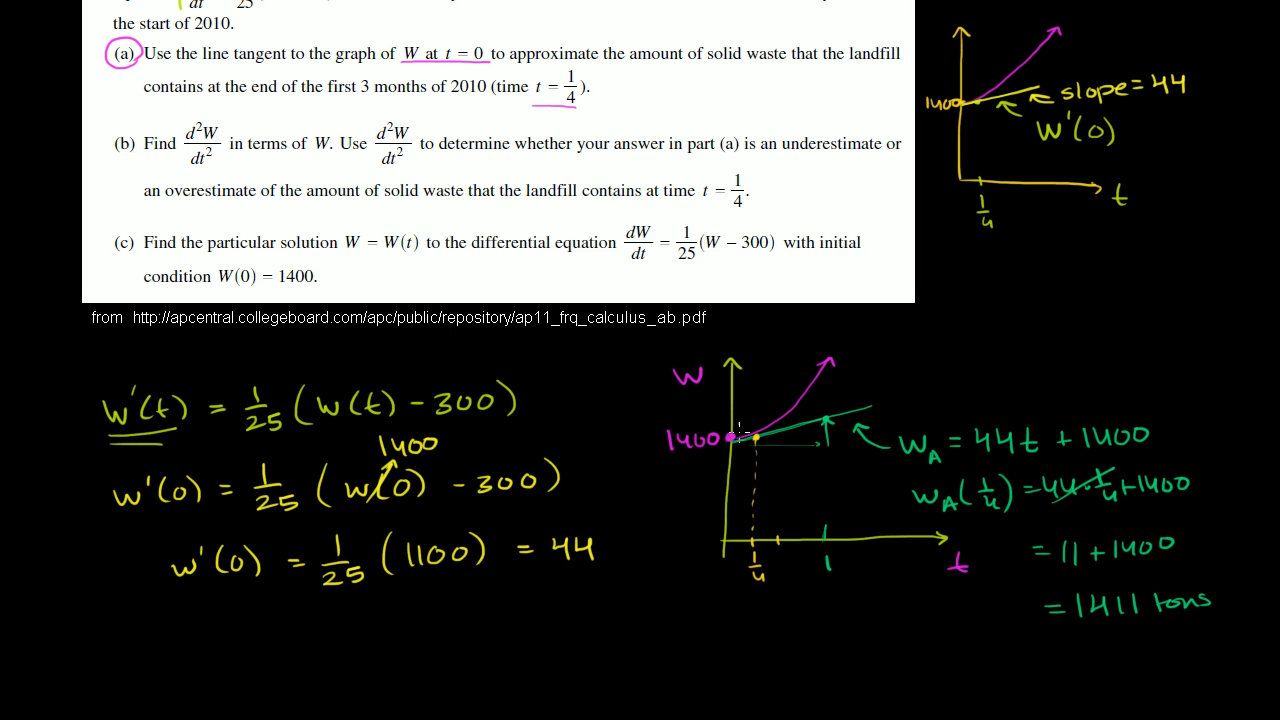 dt 25
the start of 2010.
(a) Use the line tangent to the graph of W at t = 0 to approximate the amount of solid waste that the landfill
contains at the end of the first 3 months of 2010 (time t = 1/4).
(b) Find d²W/dt² in terms of W. Use d²W/dt² to determine whether your answer in part (a) is an underestimate or
an overestimate of the amount of solid waste that the landfill contains at time t = 1/4.
(c) Find the particular solution W = W(t) to the differential equation dW/dt = 1/25 (W – 300) with initial
condition W(0) = 1400.
from http://apcentral.collegeboard.com/apc/public/repository/ap11_frq_calculus_ab.pdf
1400
slope = 44
W'(0)
t
1/4
W'(t) = 1/25 (W(t) - 300)
1400
W'(0) = 1/25 (W(0) - 300)
W'(0) = 1/25 (1100) = 44
W
1400
1/4
1
t
W_A = 44t + 1400
W_A(1/4) = 44·1/4 + 1400
= 11 + 1400
= 1411 tons